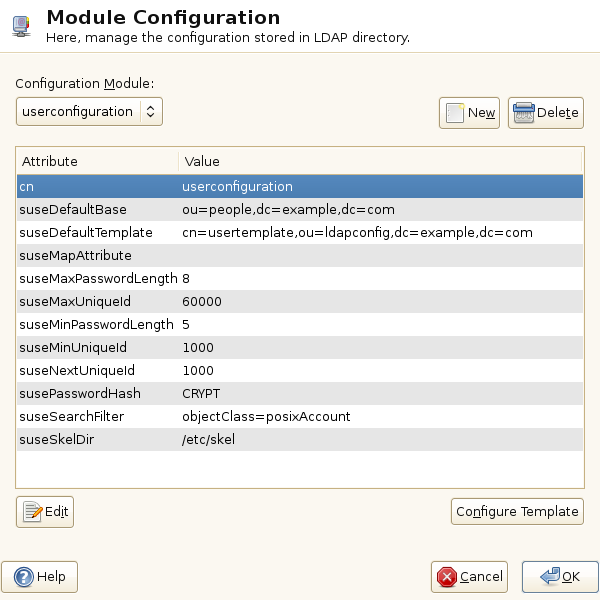 Module Configuration
Here, manage the configuration stored in LDAP directory.
Configuration Module:
userconfiguration
New
Delete
Attribute Value
cn userconfiguration
suseDefaultBase ou=people,dc=example,dc=com
suseDefaultTemplate cn=usertemplate,ou=ldapconfig,dc=example,dc=com
suseMapAttribute
suseMaxPasswordLength 8
suseMaxUniqueId 60000
suseMinPasswordLength 5
suseMinUniqueId 1000
suseNextUniqueId 1000
susePasswordHash CRYPT
suseSearchFilter objectClass=posixAccount
suseSkelDir /etc/skel
Edit
Configure Template
Help
Cancel
OK